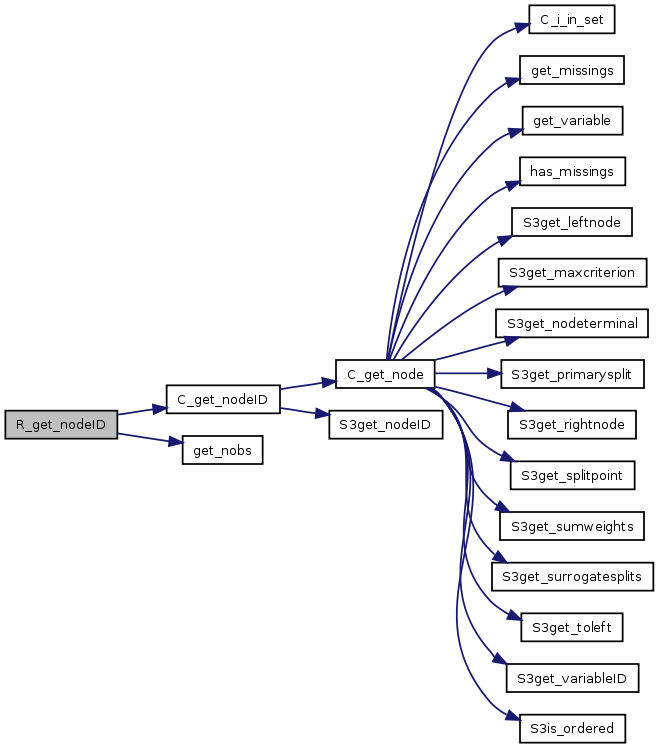 R_get_nodeID
C_get_nodeID
get_nobs
C_get_node
S3get_nodeID
C_i_in_set
get_missings
get_variable
has_missings
S3get_leftnode
S3get_maxcriterion
S3get_nodeterminal
S3get_primarysplit
S3get_rightnode
S3get_splitpoint
S3get_sumweights
S3get_surrogatesplits
S3get_toleft
S3get_variableID
S3is_ordered